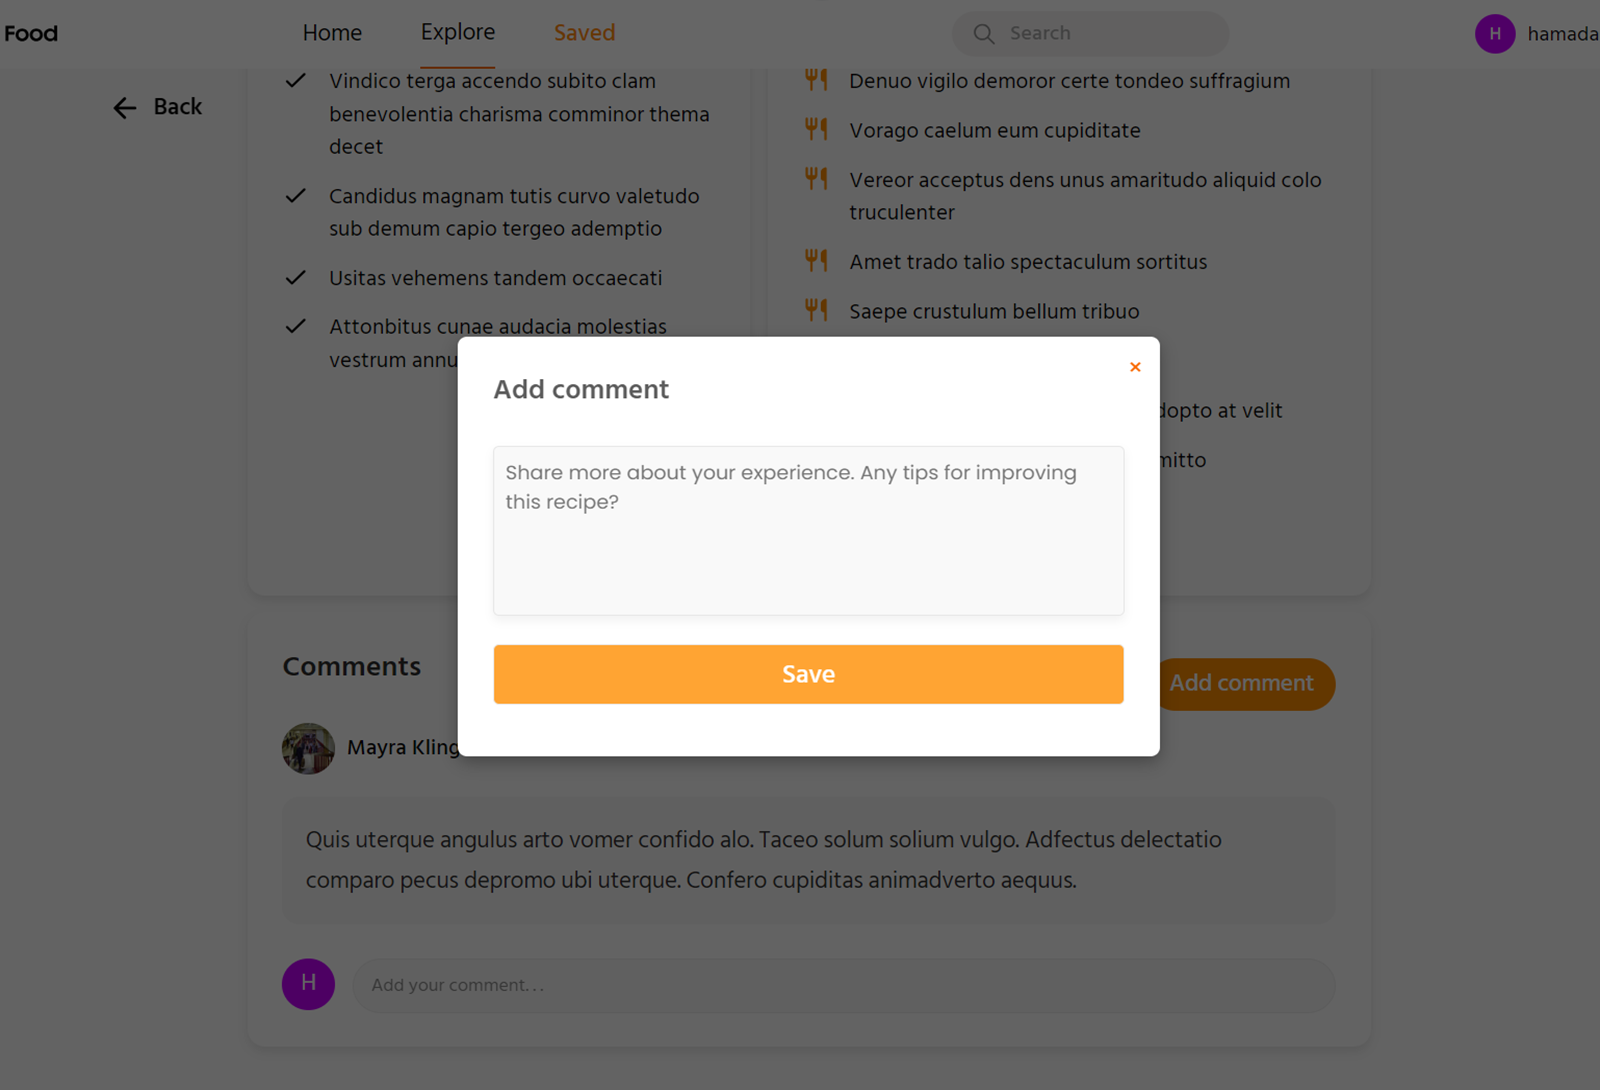 Food
Home
Explore
Saved
Search
H
hamada
Back
Vindico terga accendo subito clam
benevolentia charisma comminor thema
decet
Candidus magnam tutis curvo valetudo
sub demum capio tergeo ademptio
Usitas vehemens tandem occaecati
Attonbitus cunae audacia molestias
vestrum annu
Denuo vigilo demoror certe tondeo suffragium
Vorago caelum eum cupiditate
Vereor acceptus dens unus amaritudo aliquid colo
truculenter
Amet trado talio spectaculum sortitus
Saepe crustulum bellum tribuo
dopto at velit
mitto
Add comment
×
Share more about your experience. Any tips for improving
this recipe?
Save
Comments
Add comment
Mayra Kling
Quis uterque angulus arto vomer confido alo. Taceo solum solium vulgo. Adfectus delectatio
comparo pecus depromo ubi uterque. Confero cupiditas animadverto aequus.
H
Add your comment...